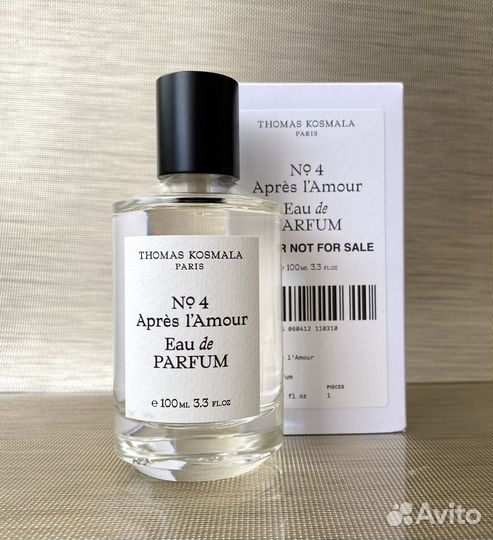 THOMAS KOSMALA
PARIS
Nº 4
Après l'Amour
Eau de
PARFUM
℮ 100ML 3.3 FL.OZ
THOMAS KOSMALA
PARIS
Nº 4
Après l'Amour
Eau de
PARFUM
NOT FOR SALE
℮ 100ML 3.3 FL.OZ
060412 110310
l'Amour
PIECES
fl oz 1
Avito